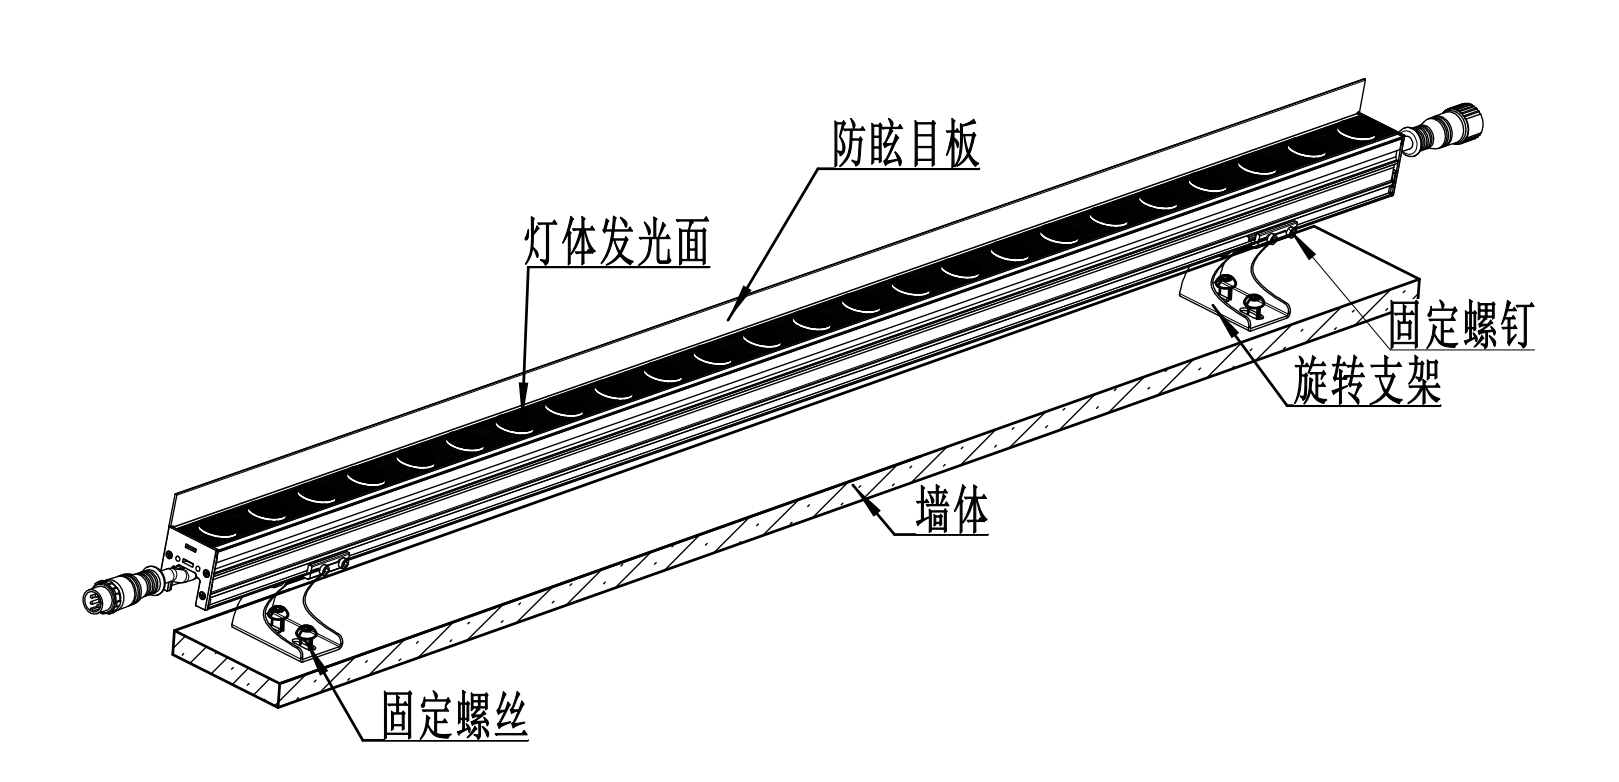 防眩目板
灯体发光面
固定螺钉
旋转支架
墙体
固定螺丝